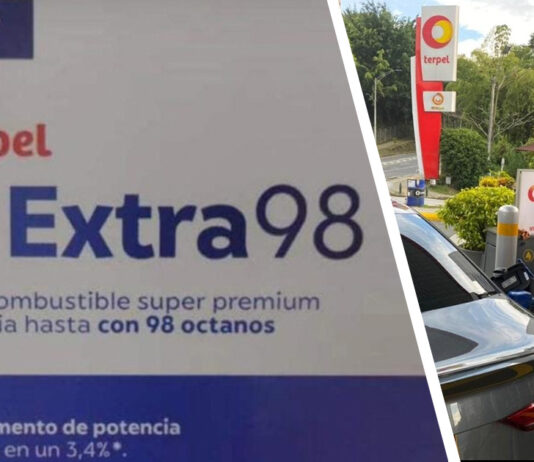 pel
Extra98
ombustible super premium
ia hasta con 98 octanos
mento de potencia
en un 3,4%*.
terpel